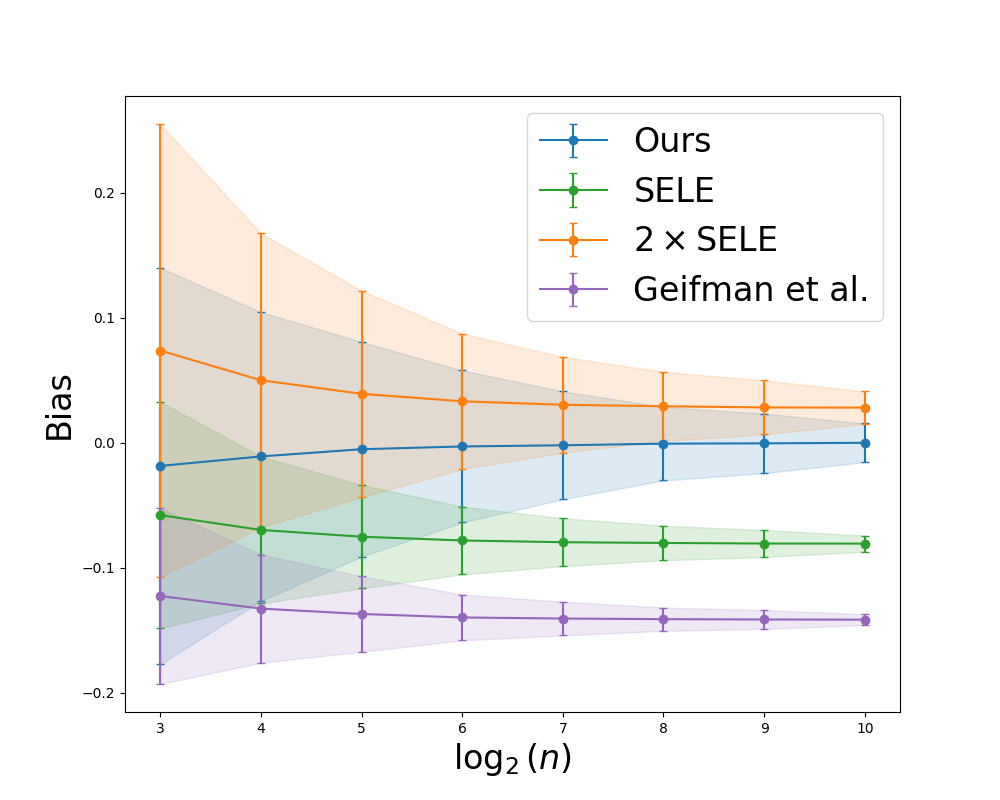 Ours
SELE
2 × SELE
Geifman et al.
0.2
0.1
0.0
−0.1
−0.2
Bias
3 4 5 6 7 8 9 10
log₂(n)